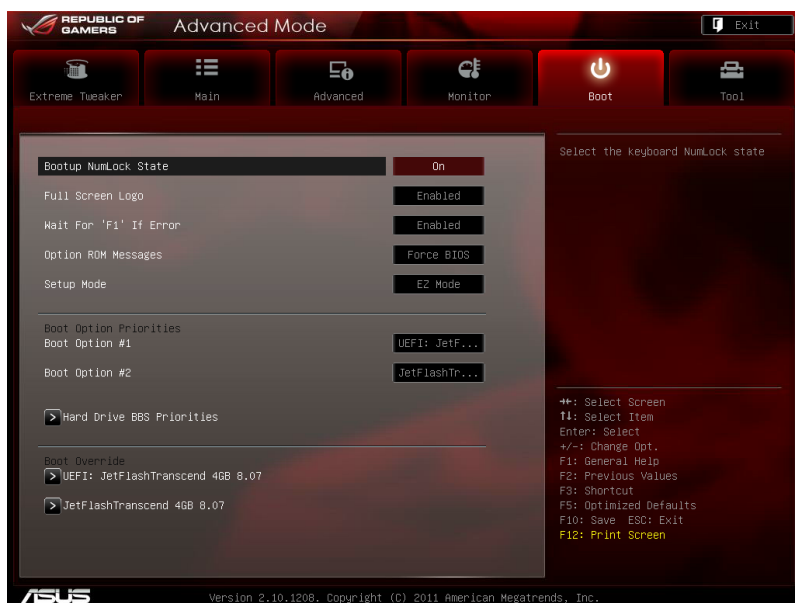 REPUBLIC OF
GAMERS
Advanced Mode
Exit
Extreme Tweaker
Main
Advanced
Monitor
Boot
Tool
Bootup NumLock State
On
Full Screen Logo
Enabled
Wait For 'F1' If Error
Enabled
Option ROM Messages
Force BIOS
Setup Mode
EZ Mode
Boot Option Priorities
Boot Option #1
UEFI: JetF...
Boot Option #2
JetFlashTr...
> Hard Drive BBS Priorities
Boot Override
> UEFI: JetFlashTranscend 4GB 8.07
> JetFlashTranscend 4GB 8.07
Select the keyboard NumLock state
→←: Select Screen
↑↓: Select Item
Enter: Select
+/-: Change Opt.
F1: General Help
F2: Previous Values
F3: Shortcut
F5: Optimized Defaults
F10: Save ESC: Exit
F12: Print Screen
ASUS
Version 2.10.1208. Copyright (C) 2011 American Megatrends, Inc.